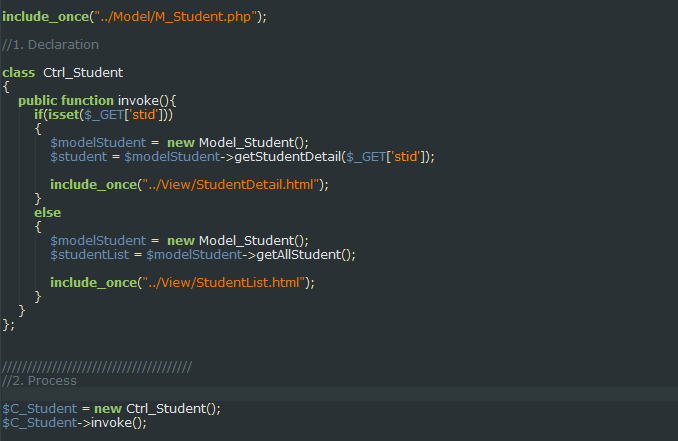 include_once("../Model/M_Student.php");
//1. Declaration
class  Ctrl_Student
{
public function invoke(){
if(isset($_GET['stid']))
{
$modelStudent =  new Model_Student();
$student = $modelStudent->getStudentDetail($_GET['stid']);
include_once("../View/StudentDetail.html");
}
else
{
$modelStudent =  new Model_Student();
$studentList = $modelStudent->getAllStudent();
include_once("../View/StudentList.html");
}
}
};
//////////////////////////////////////
//2. Process
$C_Student = new Ctrl_Student();
$C_Student->invoke();